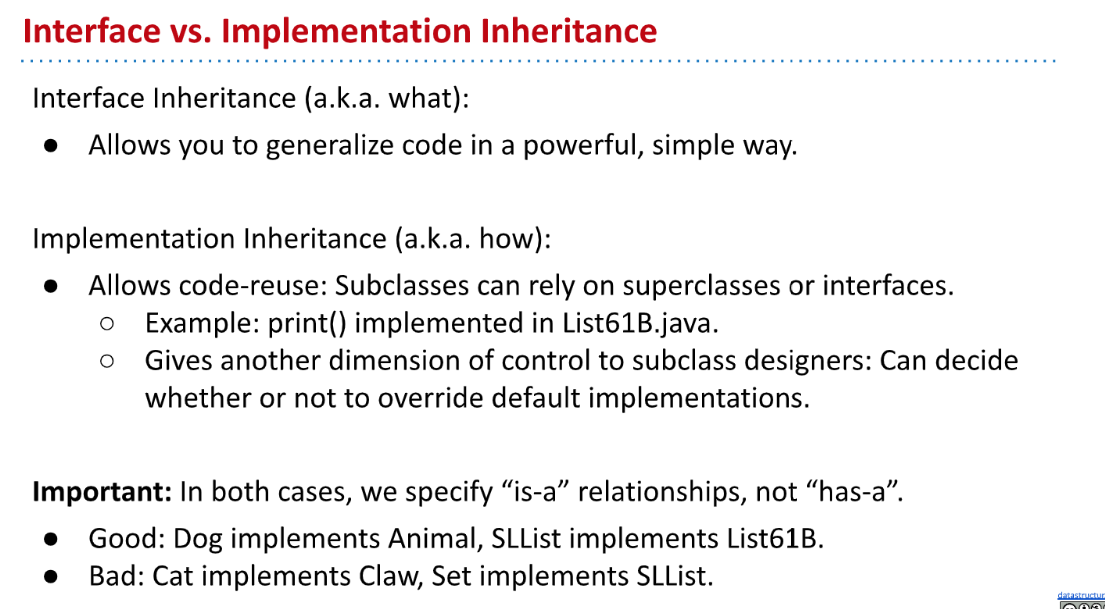 Interface vs. Implementation Inheritance
Interface Inheritance (a.k.a. what):
● Allows you to generalize code in a powerful, simple way.
Implementation Inheritance (a.k.a. how):
● Allows code-reuse: Subclasses can rely on superclasses or interfaces.
○ Example: print() implemented in List61B.java.
○ Gives another dimension of control to subclass designers: Can decide
whether or not to override default implementations.
Important: In both cases, we specify “is-a” relationships, not “has-a”.
● Good: Dog implements Animal, SLList implements List61B.
● Bad: Cat implements Claw, Set implements SLList.
datastructur